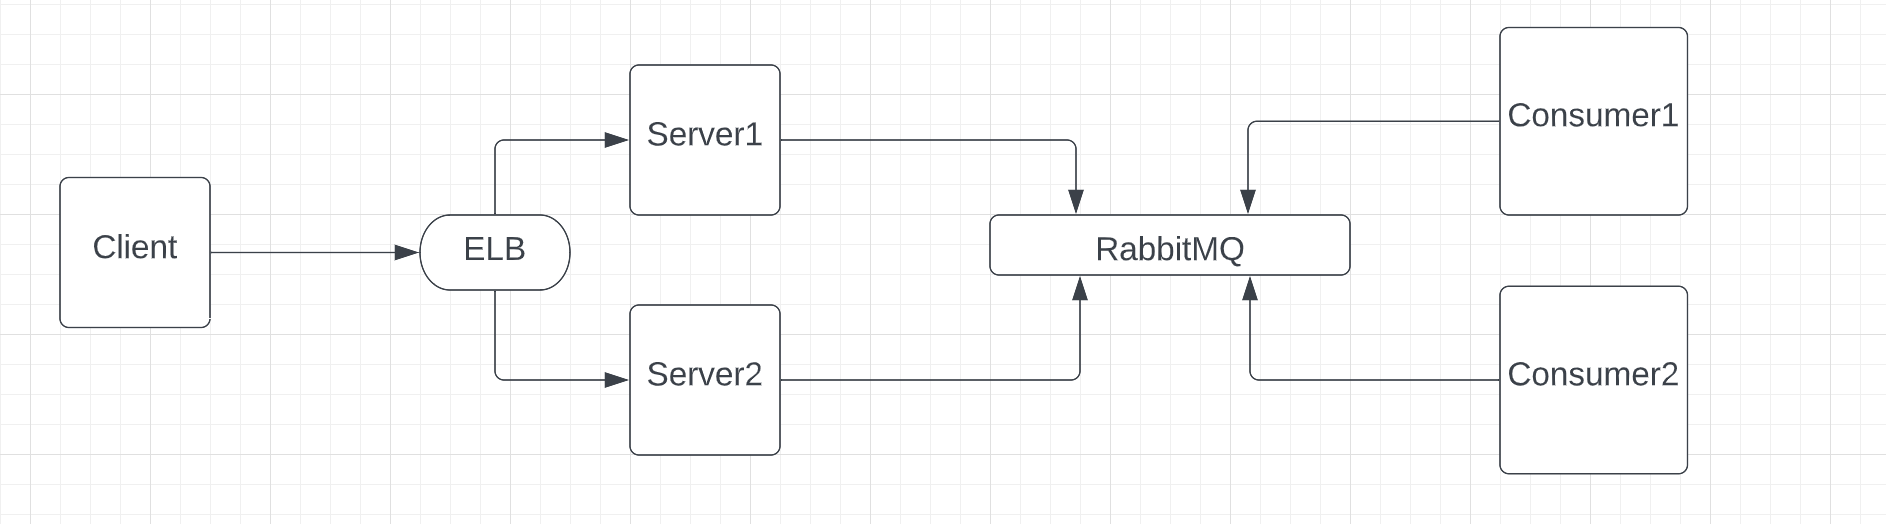 Client
ELB
Server1
Server2
RabbitMQ
Consumer1
Consumer2